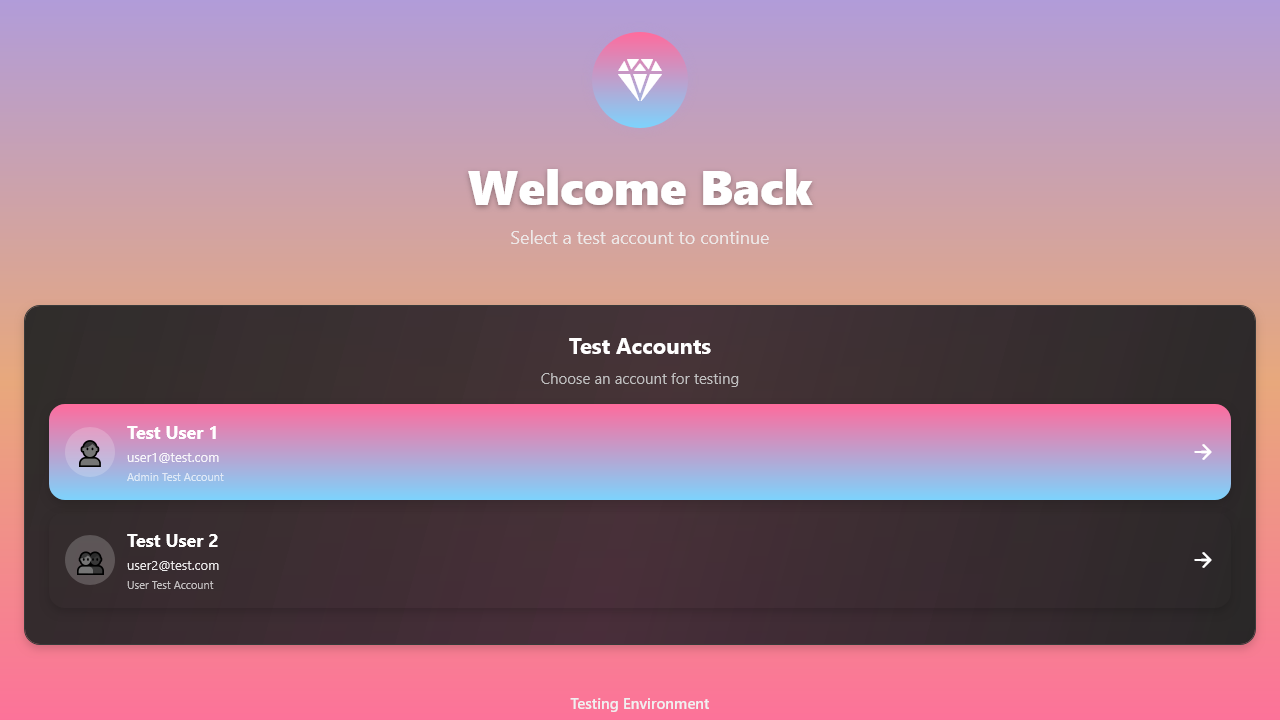 Welcome Back
Select a test account to continue
Test Accounts
Choose an account for testing
Test User 1
user1@test.com
Admin Test Account
Test User 2
user2@test.com
User Test Account
Testing Environment